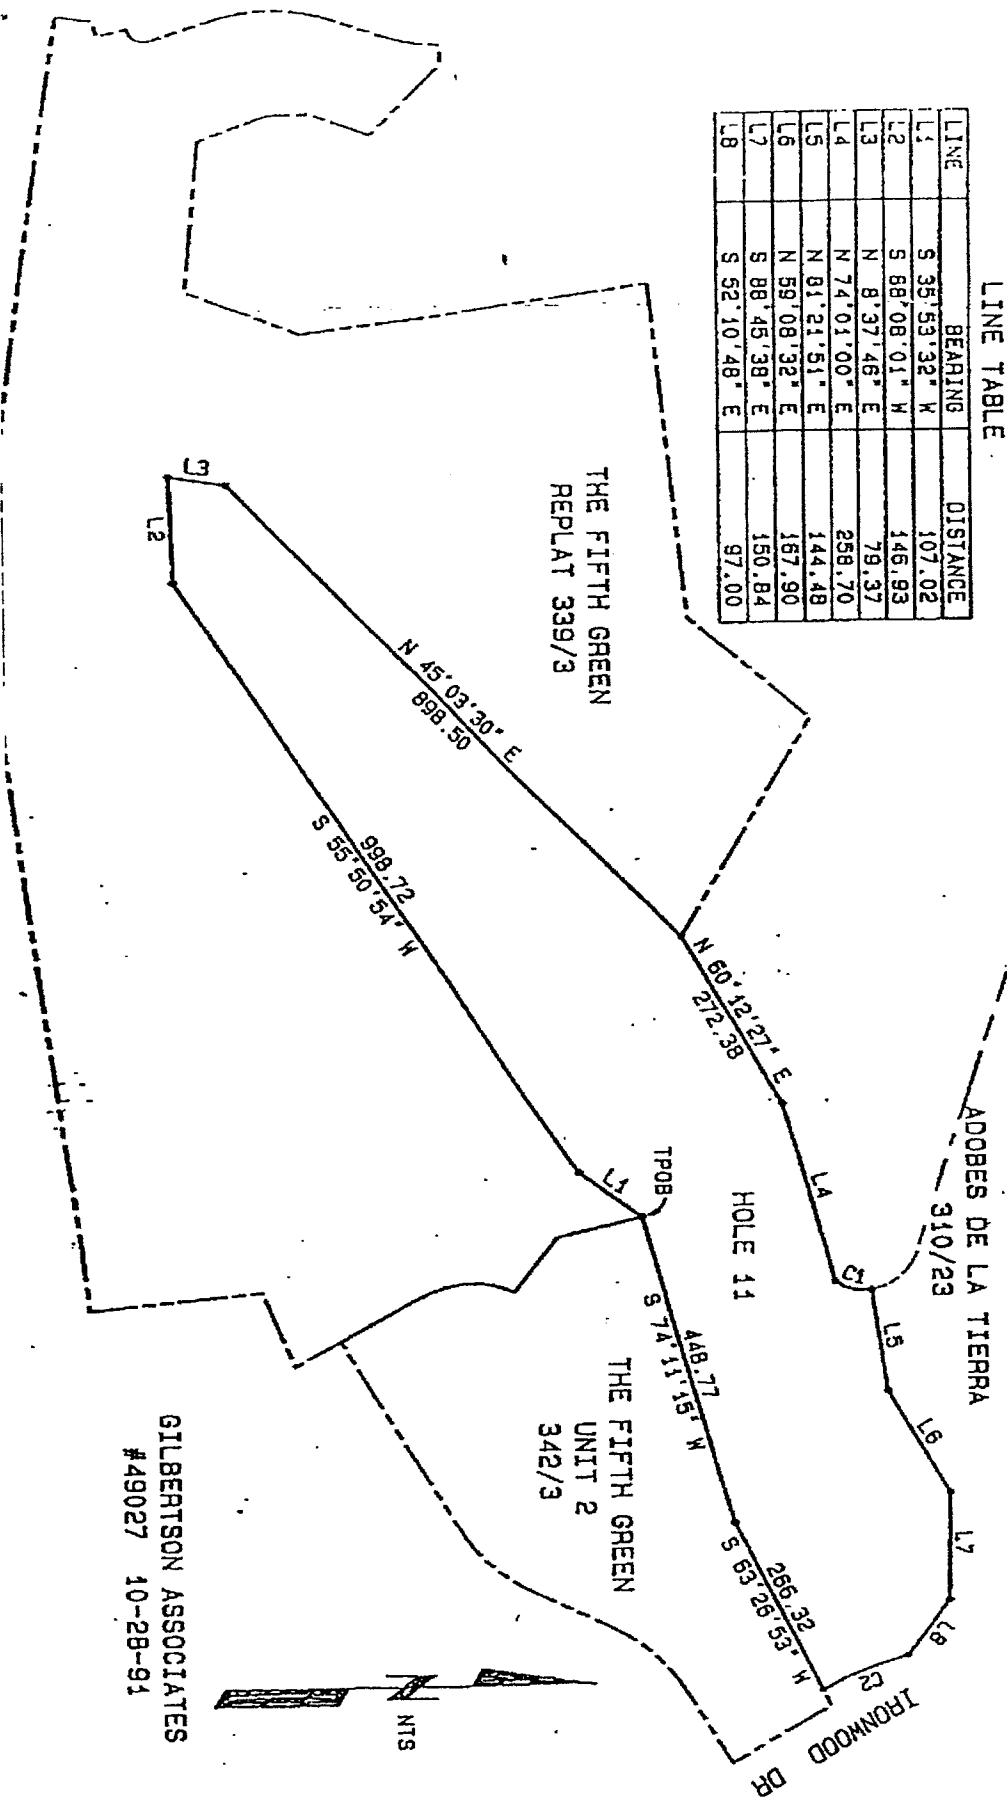 LINE TABLE
LINE BEARING DISTANCE
L1 S 35°53'32" W 107.02
L2 S 88°08'01" W 146.93
L3 N 8°37'46" E 79.37
L4 N 74°01'00" E 258.70
L5 N 81°21'51" E 144.48
L6 N 59°08'32" E 167.90
L7 S 88°45'38" E 150.84
L8 S 52°10'48" E 97.00
ADOBES DE LA TIERRA
310/23
THE FIFTH GREEN
REPLAT 339/3
L3
L2
N 45°03'30" E
898.50
998.72
S 55°50'54" W
N 60°12'27" E
272.38
L4
C1
L5
L6
L7
L8
C2
IRONWOOD DR
HOLE 11
TPOB
L1
448.77
S 74°11'15" W
266.32
S 63°26'53" W
THE FIFTH GREEN
UNIT 2
342/3
N
NTS
GILBERTSON ASSOCIATES
#49027 10-28-91